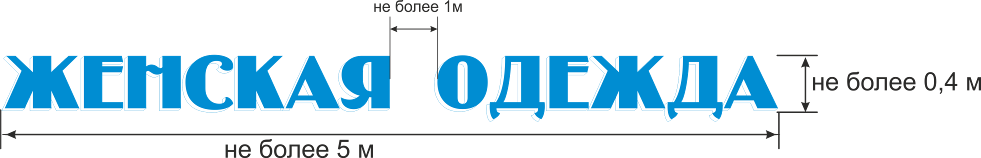 не более 1м
ЖЕНСКАЯ ОДЕЖДА
не более 0,4 м
не более 5 м